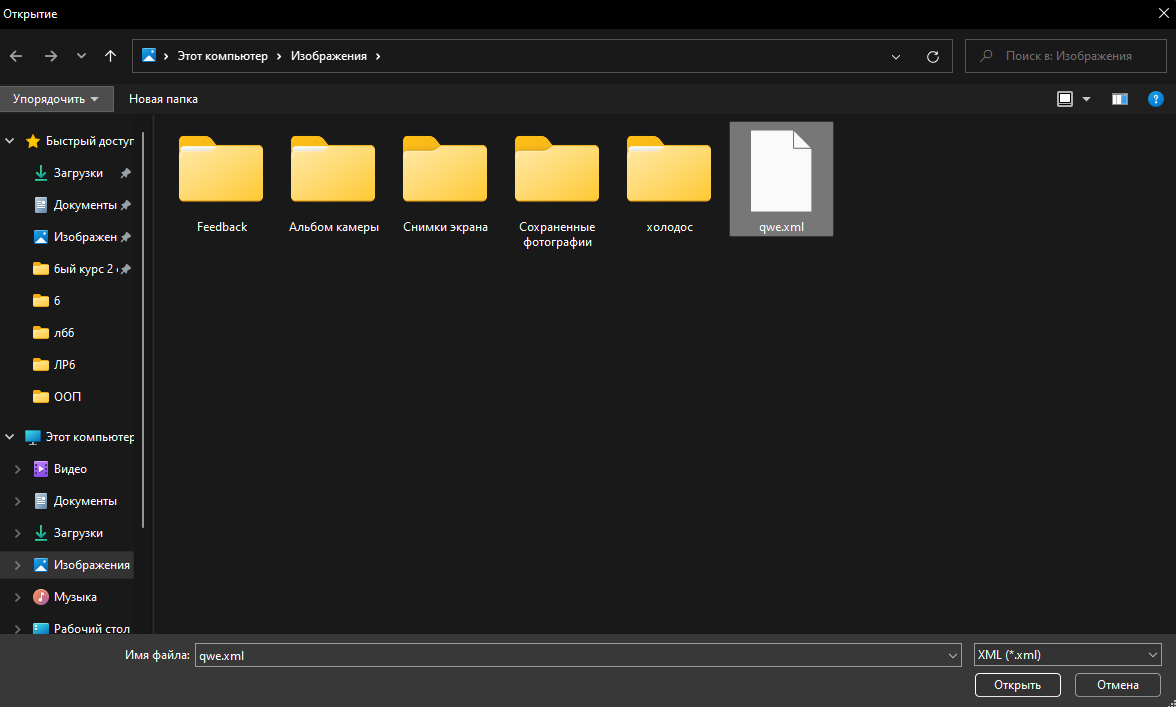 Открытие
Этот компьютер
Изображения
Поиск в: Изображения
Упорядочить
Новая папка
Быстрый доступ
Загрузки
Документы
Изображен
6ый курс 2
6
л66
ЛР6
ООП
Этот компьютер
Видео
Документы
Загрузки
Изображения
Музыка
Рабочий стол
Feedback
Альбом камеры
Снимки экрана
Сохраненные
фотографии
холодос
qwe.xml
Имя файла:
qwe.xml
XML (*.xml)
Открыть
Отмена